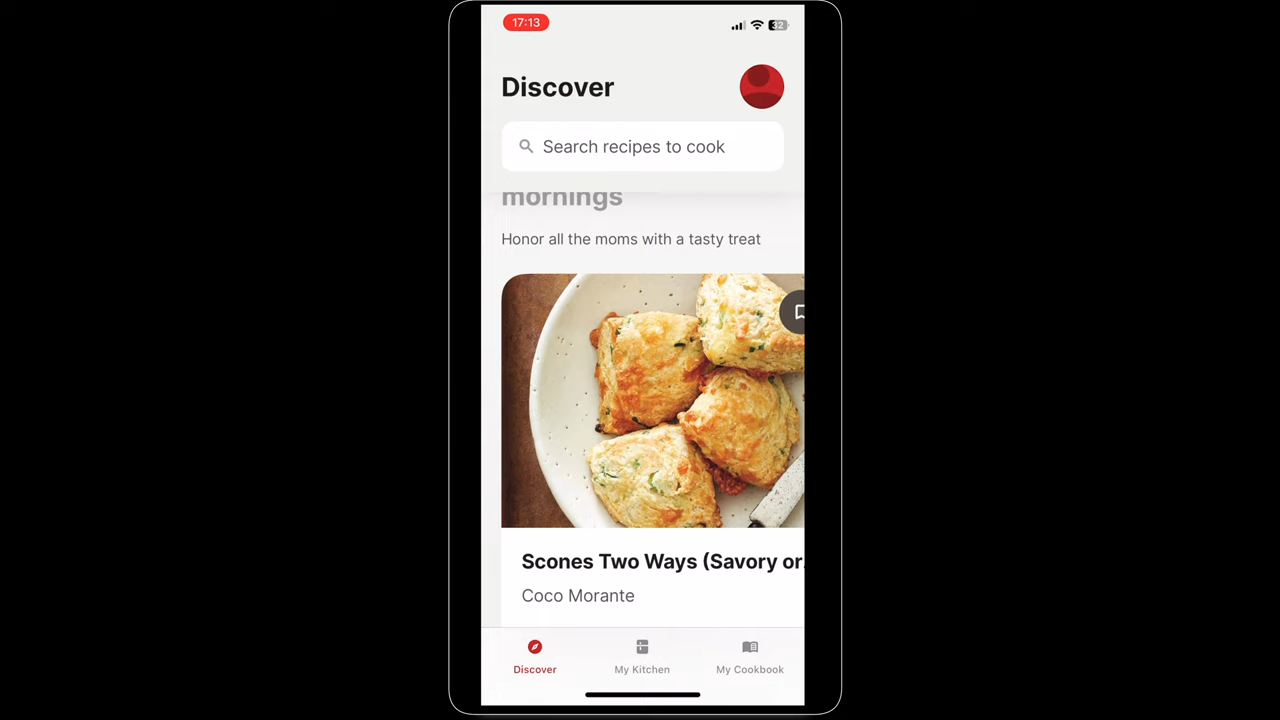 17:13
32
Discover
Search recipes to cook
mornings
Honor all the moms with a tasty treat
Scones Two Ways (Savory or.
Coco Morante
Discover
My Kitchen
My Cookbook